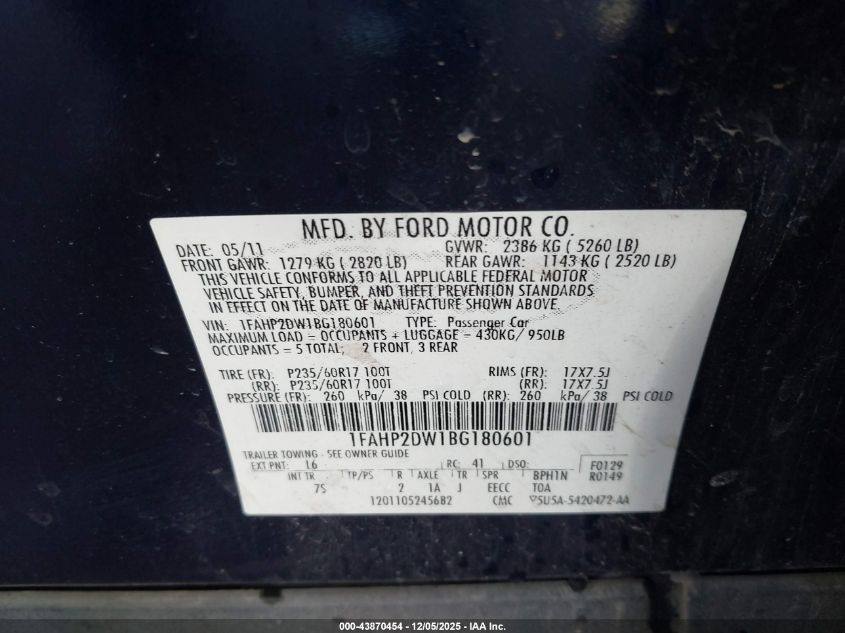 MFD. BY FORD MOTOR CO.
DATE: 05/11 GVWR: 2386 KG ( 5260 LB)
FRONT GAWR: 1279 KG ( 2820 LB) REAR GAWR: 1143 KG ( 2520 LB)
THIS VEHICLE CONFORMS TO ALL APPLICABLE FEDERAL MOTOR
VEHICLE SAFETY, BUMPER, AND THEFT PREVENTION STANDARDS
IN EFFECT ON THE DATE OF MANUFACTURE SHOWN ABOVE.
VIN: 1FAHP2DW1BG180601 TYPE: Passenger Car
MAXIMUM LOAD = OCCUPANTS + LUGGAGE = 430KG/ 950LB
OCCUPANTS = 5 TOTAL: 2 FRONT, 3 REAR
TIRE (FR): P235/60R17 100T RIMS (FR): 17X7.5J
(RR): P235/60R17 100T (RR): 17X7.5J
PRESSURE (FR): 260 kPa/ 38 PSI COLD (RR): 260 kPa/ 38 PSI COLD
1FAHP2DW1BG180601
TRAILER TOWING - SEE OWNER GUIDE
EXT PNT: L6 RC: 41 DSO: F0129
INT TR TP/PS R AXLE TR SPR BPH1N R0149
7S 2 1A J EECC TOA
1201105245682 CMC 5U5A-5420472-AA
000-43870454 - 12/05/2025 - IAA Inc.